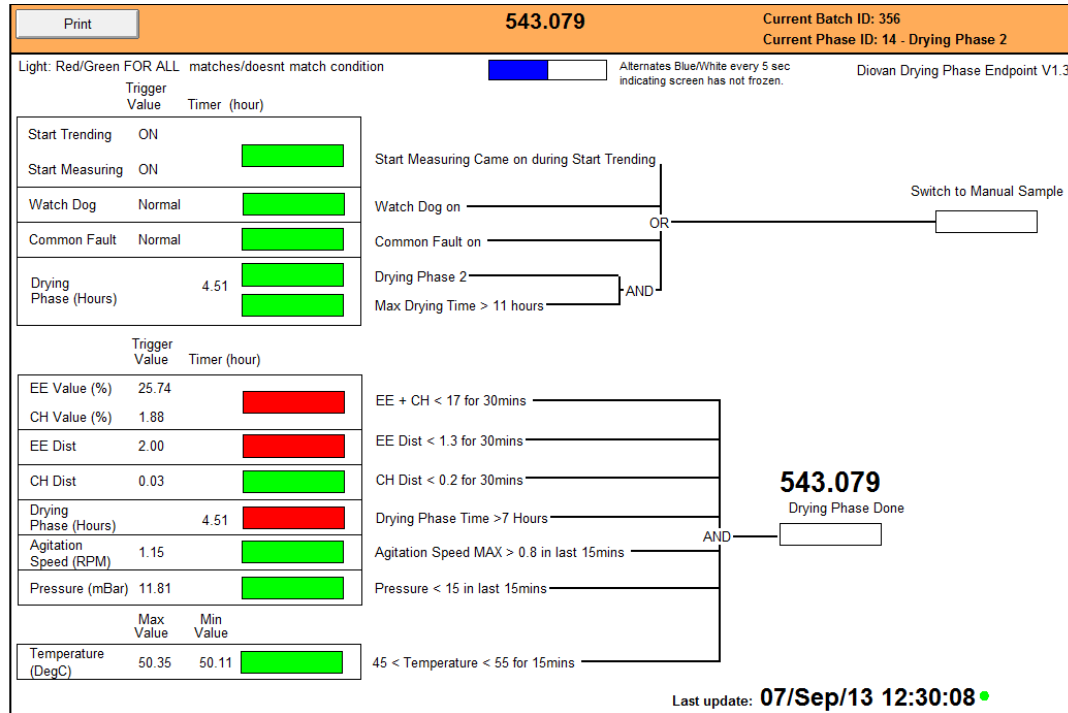 Print
543.079
Current Batch ID: 356
Current Phase ID: 14 - Drying Phase 2
Light: Red/Green FOR ALL matches/doesnt match condition
Alternates Blue/White every 5 sec
indicating screen has not frozen.
Diovan Drying Phase Endpoint V1.3
Trigger
Value Timer (hour)
Start Trending ON
Start Measuring ON
Start Measuring Came on during Start Trending
Watch Dog Normal
Watch Dog on
Common Fault Normal
Common Fault on
Drying
Phase (Hours) 4.51
Drying Phase 2
Max Drying Time > 11 hours
AND
OR
Switch to Manual Sample
Trigger
Value Timer (hour)
EE Value (%) 25.74
CH Value (%) 1.88
EE + CH < 17 for 30mins
EE Dist 2.00
EE Dist < 1.3 for 30mins
CH Dist 0.03
CH Dist < 0.2 for 30mins
Drying
Phase (Hours) 4.51
Drying Phase Time >7 Hours
Agitation
Speed (RPM) 1.15
Agitation Speed MAX > 0.8 in last 15mins
Pressure (mBar) 11.81
Pressure < 15 in last 15mins
AND
543.079
Drying Phase Done
Max
Value
Min
Value
Temperature
(DegC) 50.35 50.11
45 < Temperature < 55 for 15mins
Last update: 07/Sep/13 12:30:08